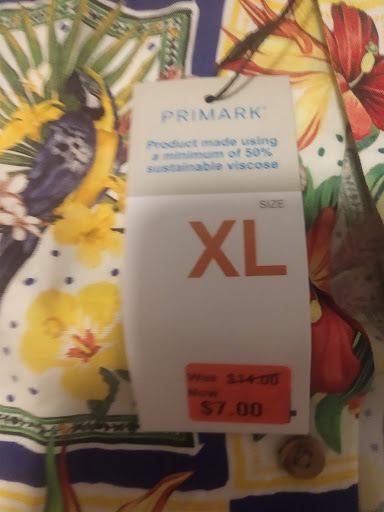 PRIMARK
Product made using
a minimum of 50%
sustainable viscose
SIZE
XL
Was $14.00
Now
$7.00